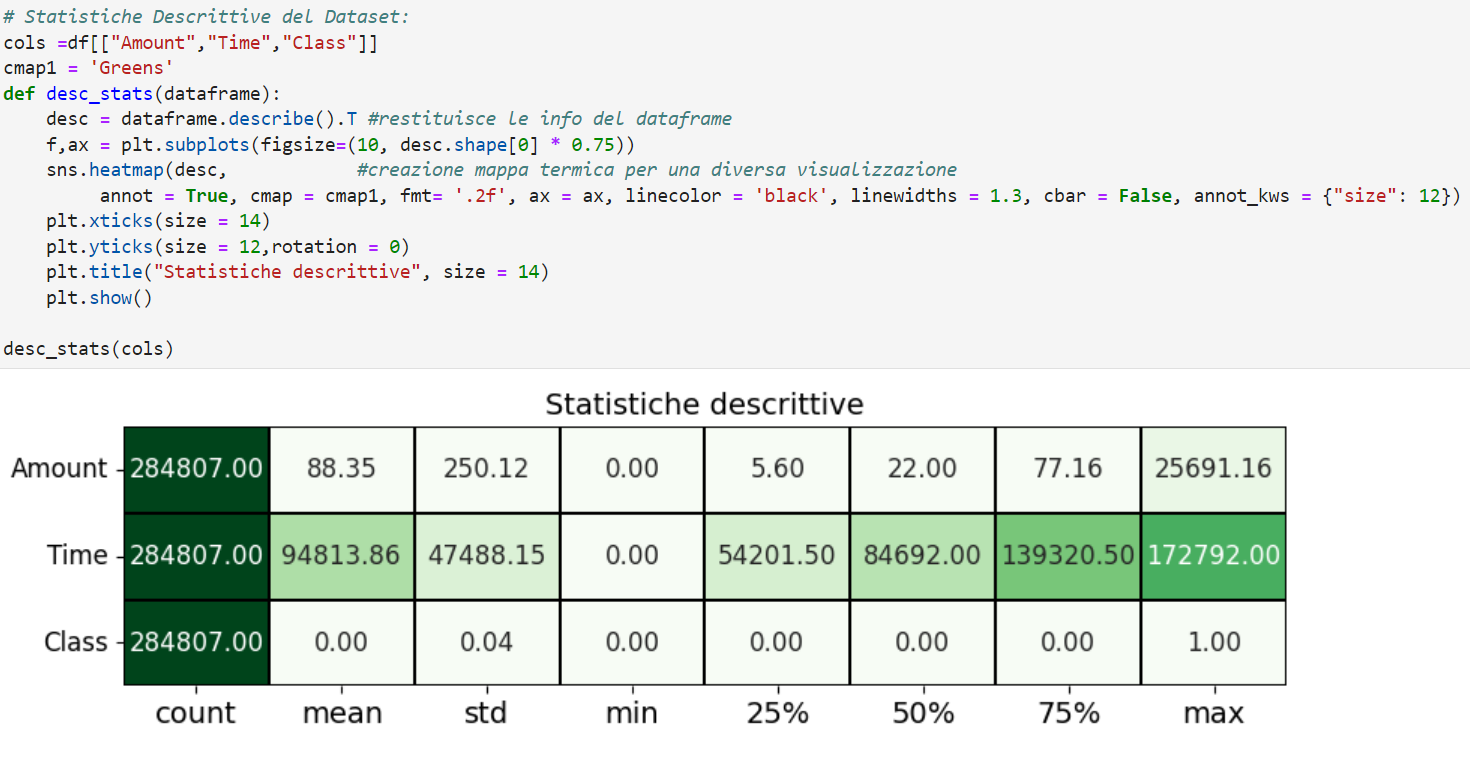 # Statistiche Descrittive del Dataset:
cols =df[["Amount","Time","Class"]]
cmap1 = 'Greens'
def desc_stats(dataframe):
    desc = dataframe.describe().T #restituisce le info del dataframe
    f,ax = plt.subplots(figsize=(10, desc.shape[0] * 0.75))
    sns.heatmap(desc,            #creazione mappa termica per una diversa visualizzazione
         annot = True, cmap = cmap1, fmt= '.2f', ax = ax, linecolor = 'black', linewidths = 1.3, cbar = False, annot_kws = {"size": 12})
    plt.xticks(size = 14)
    plt.yticks(size = 12,rotation = 0)
    plt.title("Statistiche descrittive", size = 14)
    plt.show()
desc_stats(cols)
Statistiche descrittive
Amount 284807.00 88.35 250.12 0.00 5.60 22.00 77.16 25691.16
Time 284807.00 94813.86 47488.15 0.00 54201.50 84692.00 139320.50 172792.00
Class 284807.00 0.00 0.04 0.00 0.00 0.00 0.00 1.00
count mean std min 25% 50% 75% max